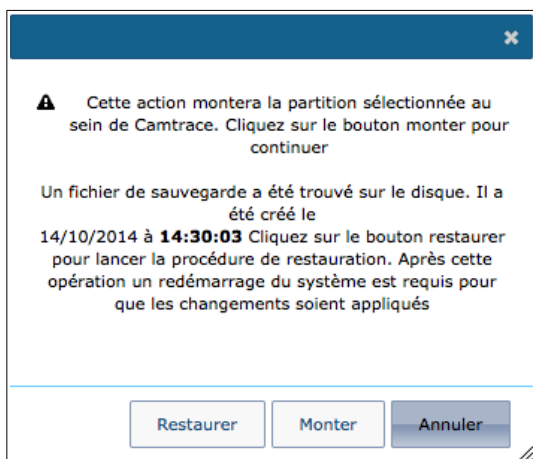 Cette action montera la partition sélectionnée au
sein de Camtrace. Cliquez sur le bouton monter pour
continuer
Un fichier de sauvegarde a été trouvé sur le disque. Il a
été créé le
14/10/2014 à 14:30:03 Cliquez sur le bouton restaurer
pour lancer la procédure de restauration. Après cette
opération un redémarrage du système est requis pour
que les changements soient appliqués
Restaurer
Monter
Annuler